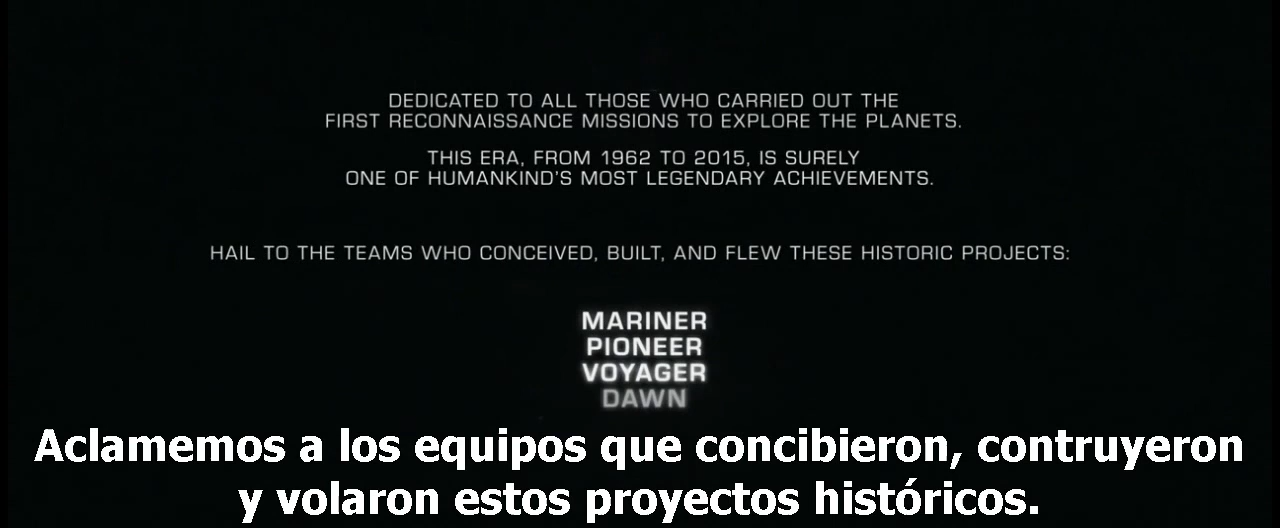 DEDICATED TO ALL THOSE WHO CARRIED OUT THE
FIRST RECONNAISSANCE MISSIONS TO EXPLORE THE PLANETS.
THIS ERA, FROM 1962 TO 2015, IS SURELY
ONE OF HUMANKIND'S MOST LEGENDARY ACHIEVEMENTS.
HAIL TO THE TEAMS WHO CONCEIVED, BUILT, AND FLEW THESE HISTORIC PROJECTS:
MARINER
PIONEER
VOYAGER
DAWN
Aclamemos a los equipos que concibieron, contruyeron
y volaron estos proyectos históricos.